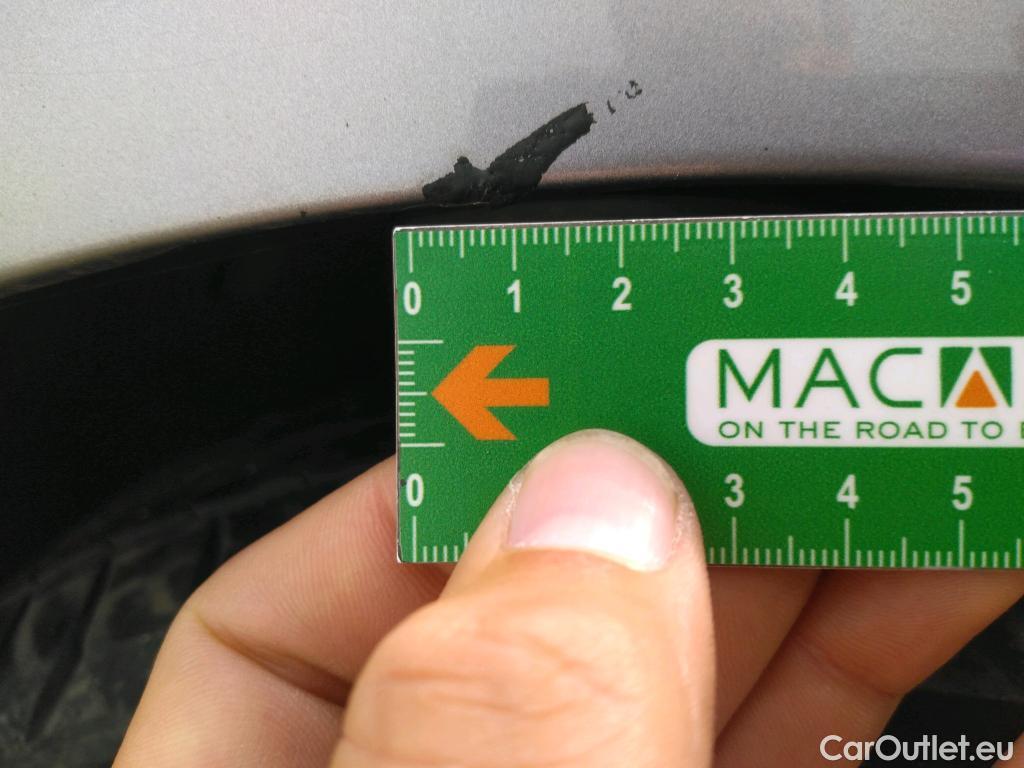 0 1 2 3 4 5
MAC
ON THE ROAD TO
0 3 4 5
CarOutlet.eu